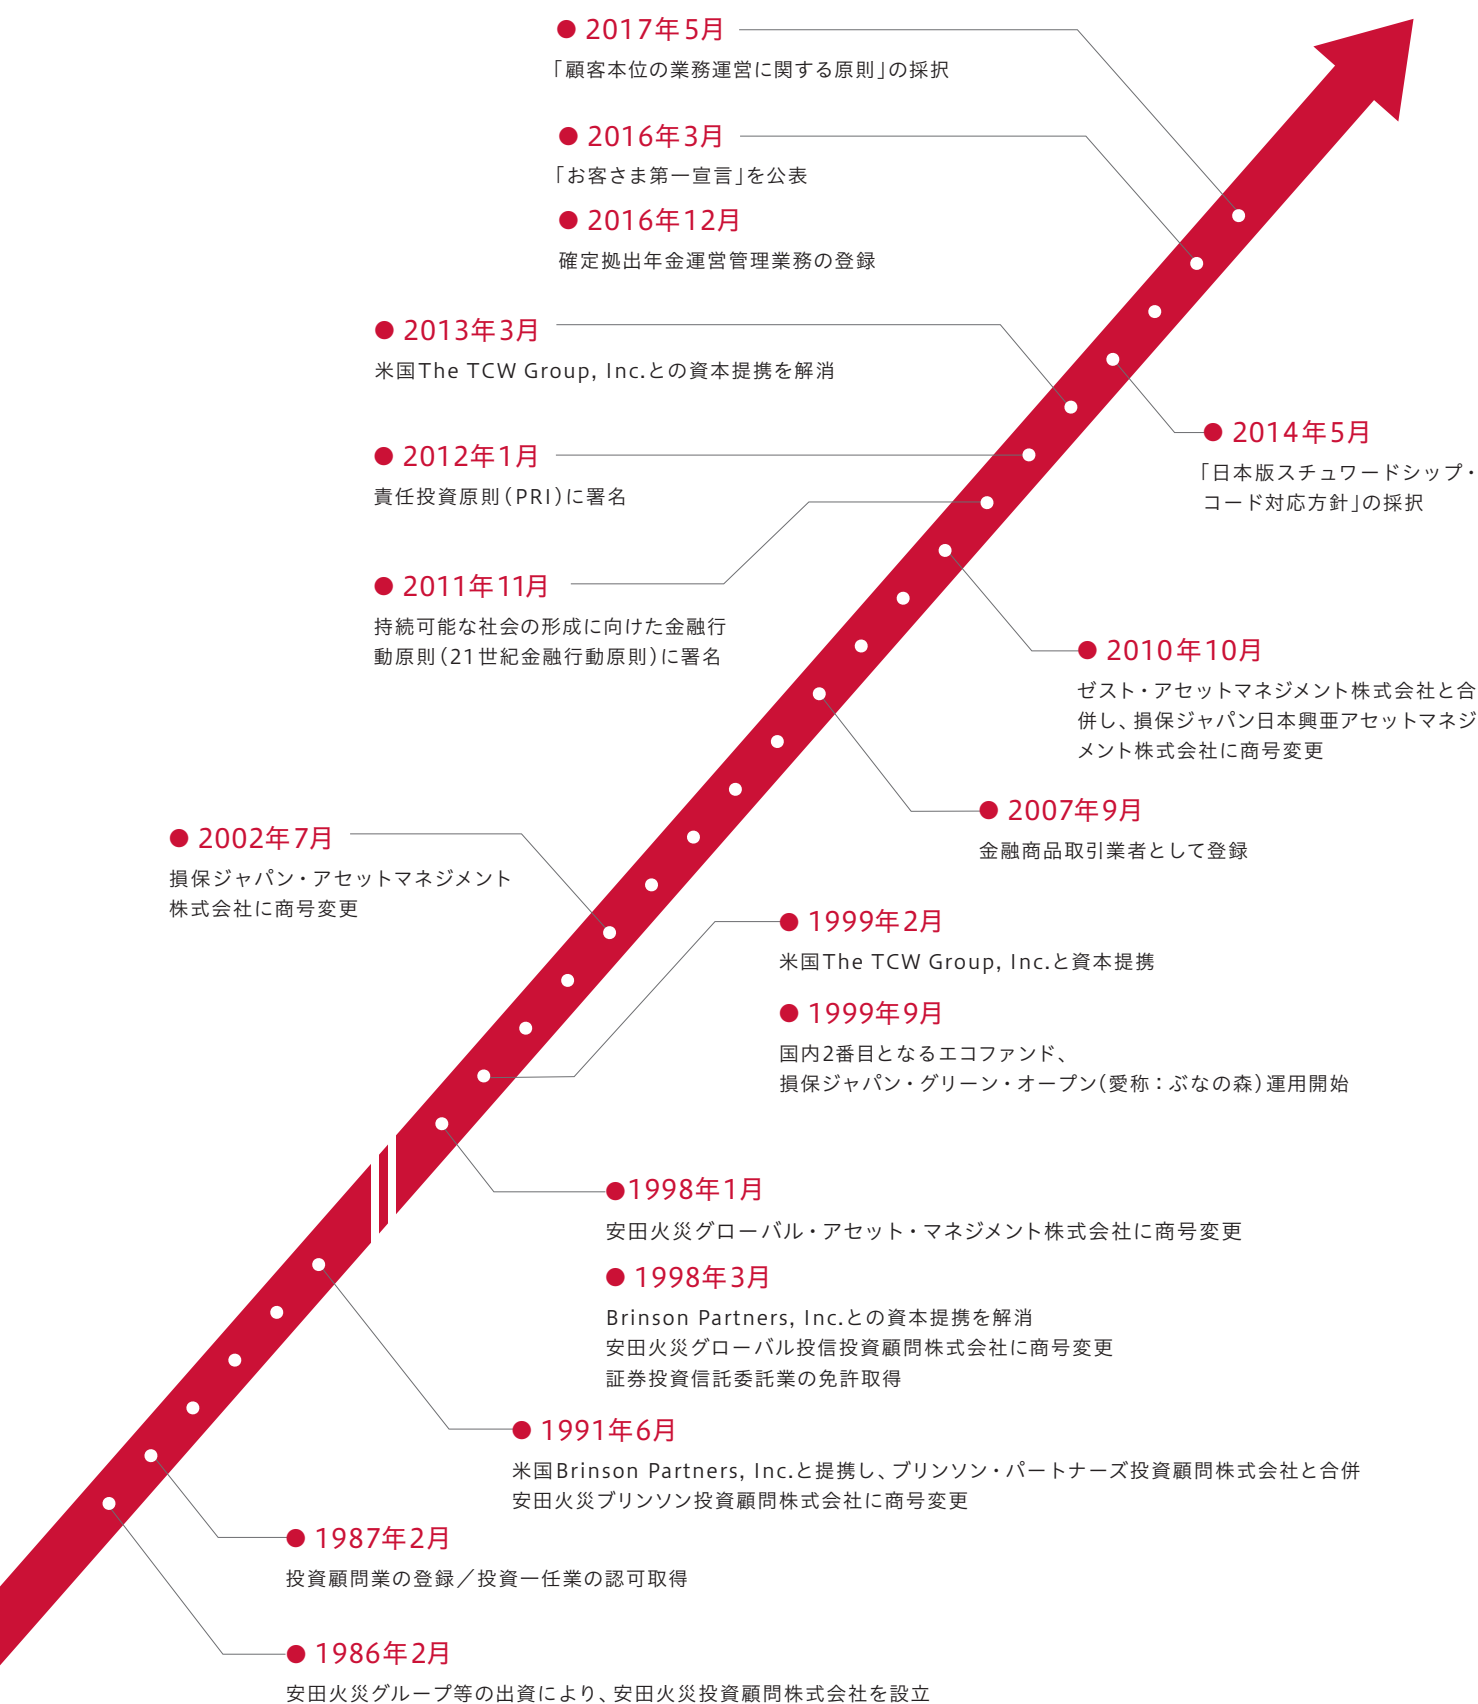 ● 2017年5月
「顧客本位の業務運営に関する原則」の採択
● 2016年3月
「お客さま第一宣言」を公表
● 2016年12月
確定拠出年金運営管理業務の登録
● 2013年3月
米国The TCW Group, Inc.との資本提携を解消
● 2014年5月
「日本版スチュワードシップ・
コード対応方針」の採択
● 2012年1月
責任投資原則(PRI)に署名
● 2011年11月
持続可能な社会の形成に向けた金融行
動原則(21世紀金融行動原則)に署名
● 2010年10月
ゼスト・アセットマネジメント株式会社と合
併し、損保ジャパン日本興亜アセットマネジ
メント株式会社に商号変更
● 2007年9月
金融商品取引業者として登録
● 2002年7月
損保ジャパン・アセットマネジメント
株式会社に商号変更
● 1999年2月
米国The TCW Group, Inc.と資本提携
● 1999年9月
国内2番目となるエコファンド、
損保ジャパン・グリーン・オープン(愛称：ぶなの森)運用開始
●1998年1月
安田火災グローバル・アセット・マネジメント株式会社に商号変更
● 1998年3月
Brinson Partners, Inc.との資本提携を解消
安田火災グローバル投信投資顧問株式会社に商号変更
証券投資信託委託業の免許取得
● 1991年6月
米国Brinson Partners, Inc.と提携し、ブリンソン・パートナーズ投資顧問株式会社と合併
安田火災ブリンソン投資顧問株式会社に商号変更
● 1987年2月
投資顧問業の登録／投資一任業の認可取得
● 1986年2月
安田火災グループ等の出資により、安田火災投資顧問株式会社を設立